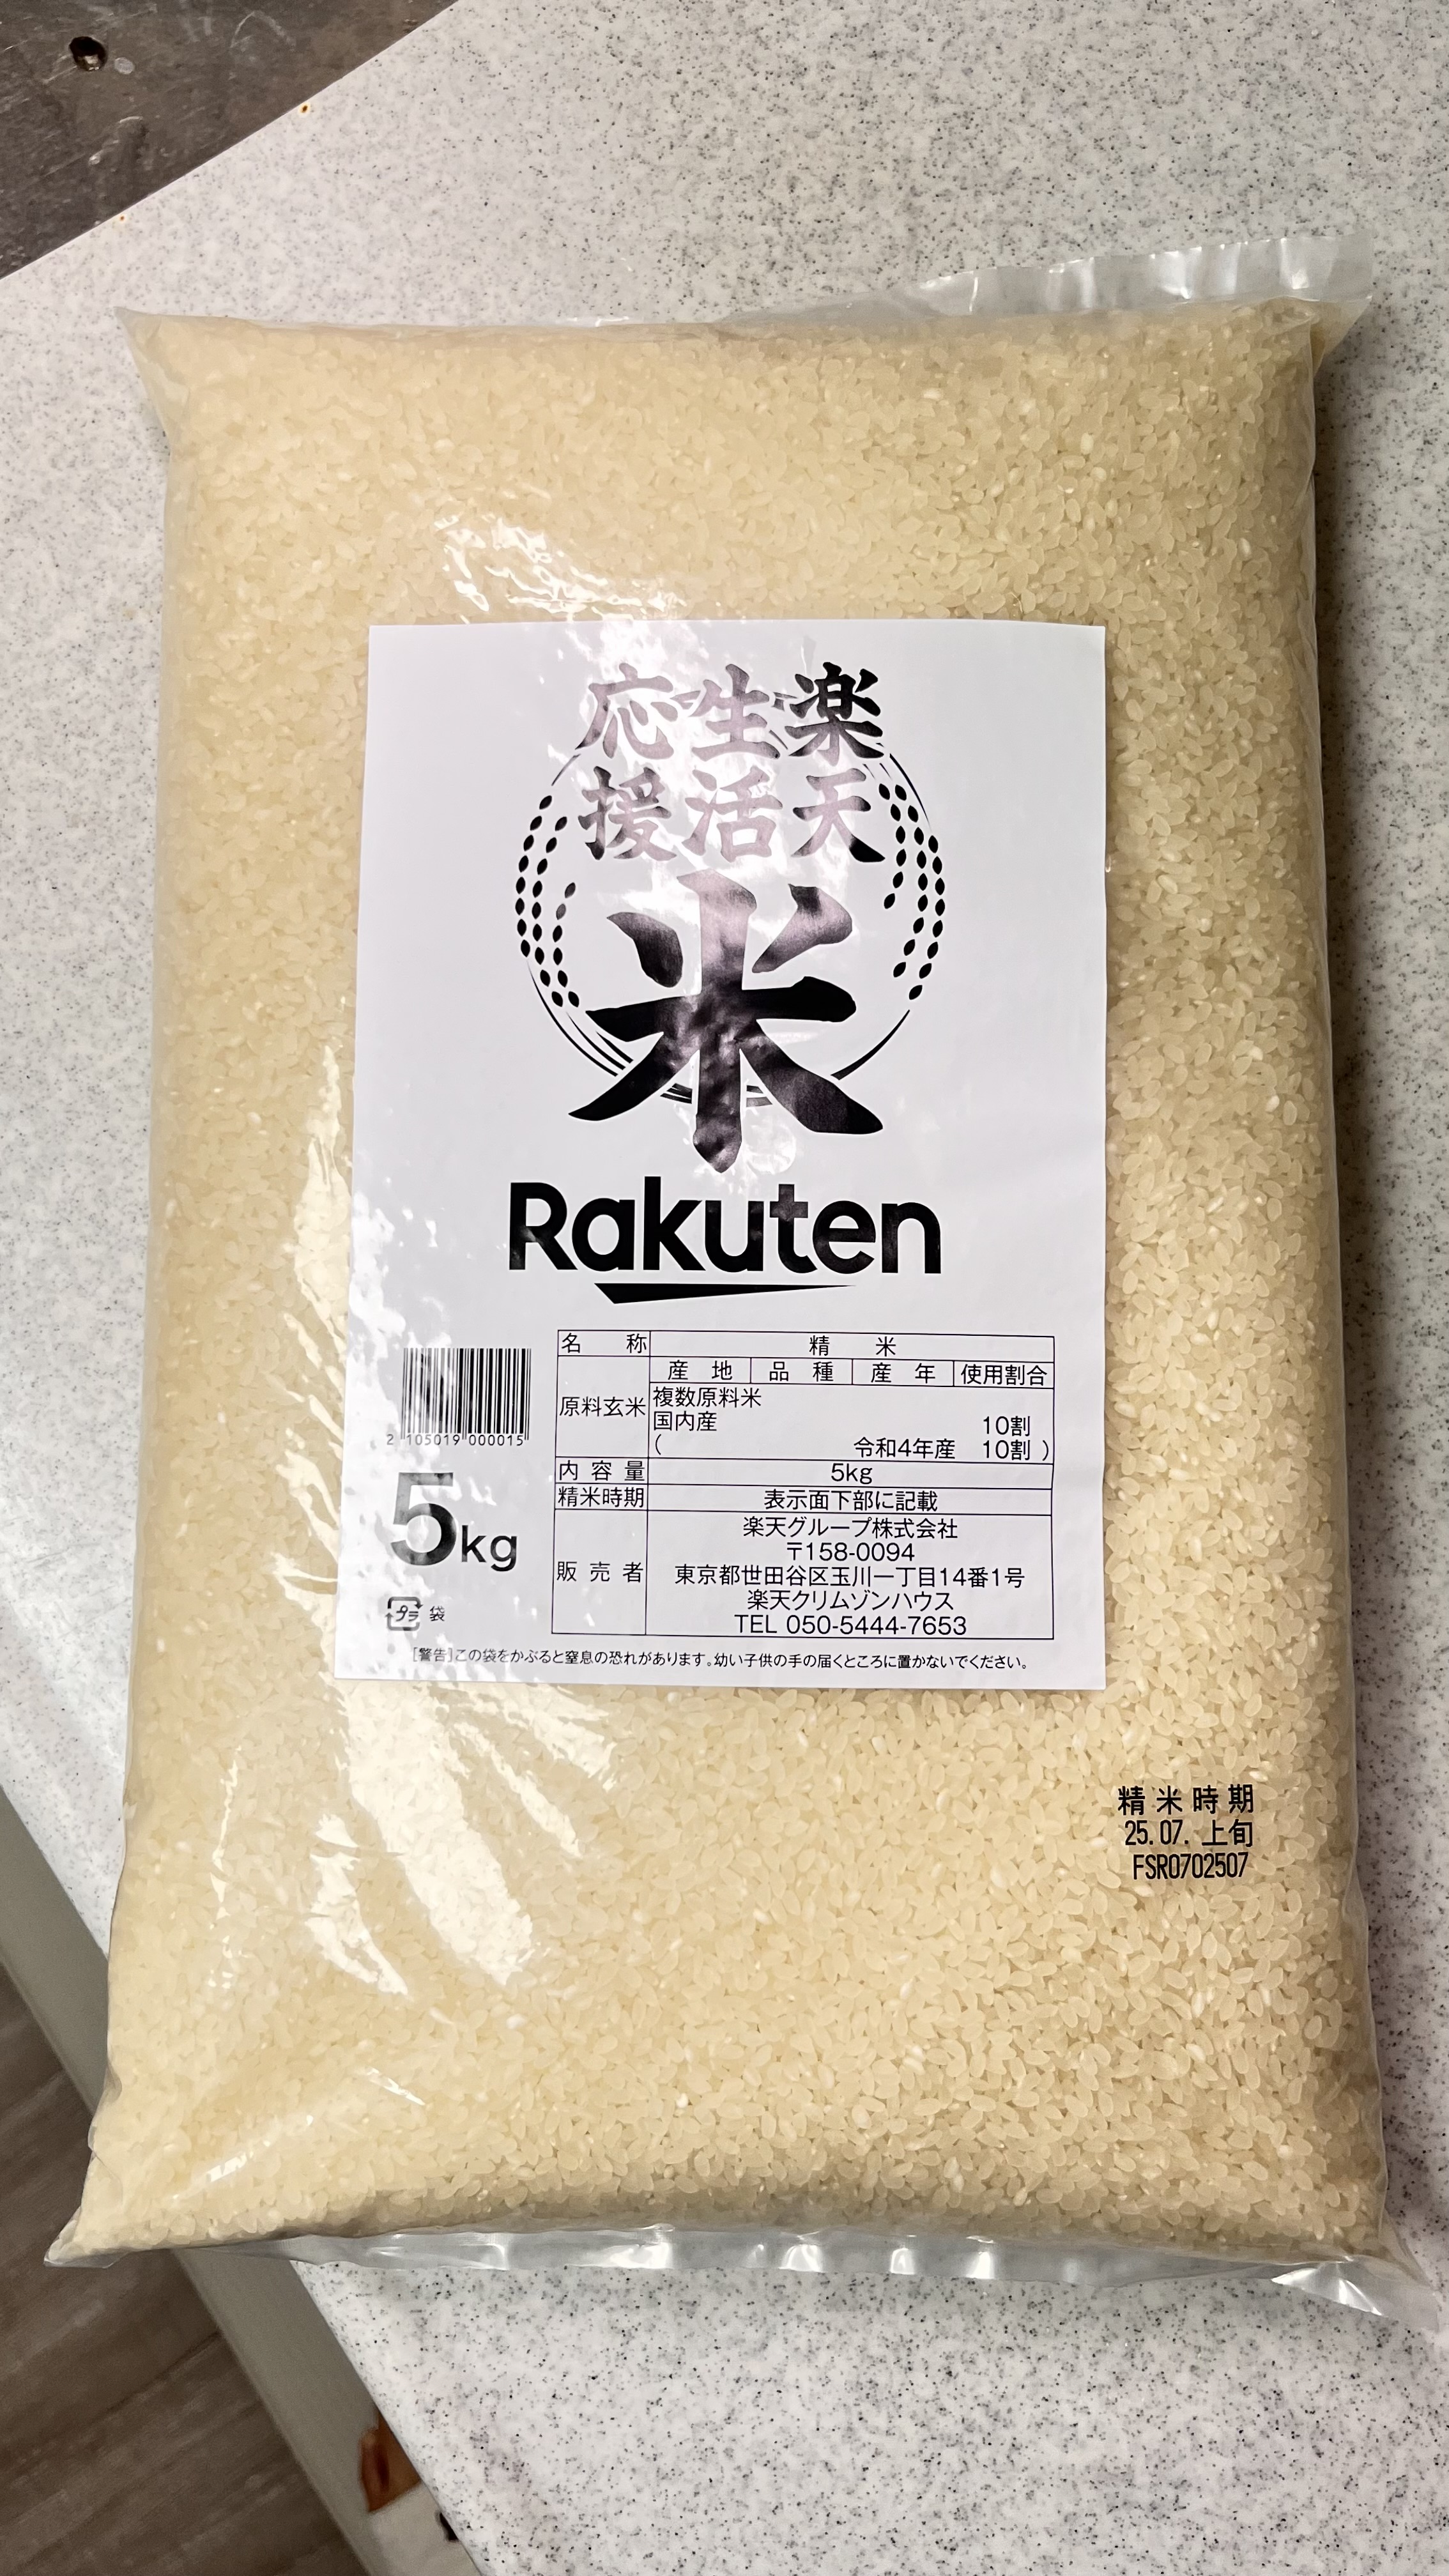 楽天
生活
応援
米
Rakuten
名称 精米
原料玄米 産地 品種 産年 使用割合
複数原料米
国内産 10割
( 令和4年産 10割 )
内容量 5kg
精米時期 表示面下部に記載
販売者 楽天グループ株式会社
〒158-0094
東京都世田谷区玉川一丁目14番1号
楽天クリムゾンハウス
TEL 050-5444-7653
2 105019 000015
5kg
プラ 袋
[警告]この袋をかぶると窒息の恐れがあります。幼い子供の手の届くところに置かないでください。
精米時期
25.07. 上旬
FSR0702507